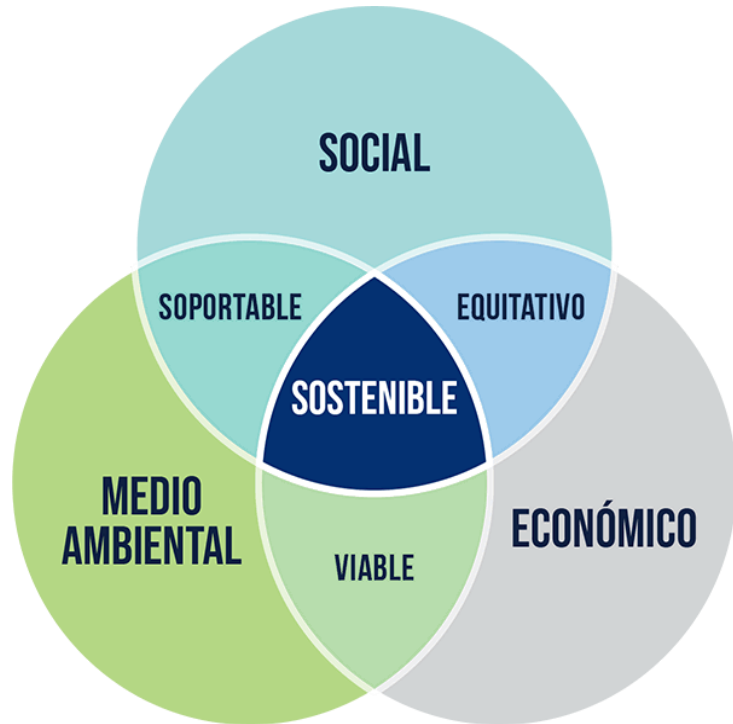 SOCIAL
SOPORTABLE
EQUITATIVO
SOSTENIBLE
MEDIO
AMBIENTAL
ECONÓMICO
VIABLE